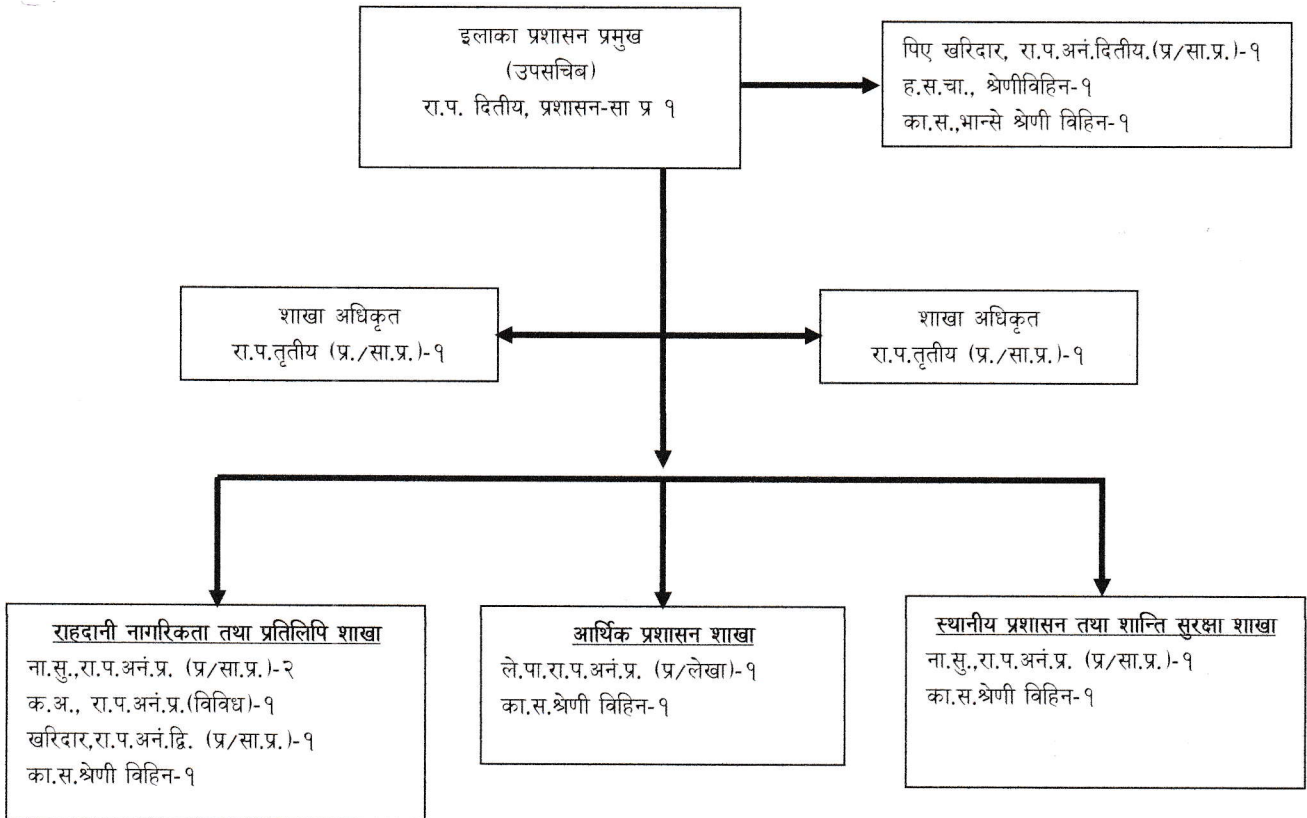 इलाका प्रशासन प्रमुख
(उपसचिब)
रा.प. दितीय, प्रशासन-सा प्र १
पिए खरिदार, रा.प.अनं.दितीय.(प्र/सा.प्र.)-१
ह.स.चा., श्रेणीविहिन-१
का.स.,भान्से श्रेणी विहिन-१
शाखा अधिकृत
रा.प.तृतीय (प्र./सा.प्र.)-१
शाखा अधिकृत
रा.प.तृतीय (प्र./सा.प्र.)-१
राहदानी नागरिकता तथा प्रतिलिपि शाखा
ना.सु.,रा.प.अनं.प्र. (प्र/सा.प्र.)-२
क.अ., रा.प.अनं.प्र.(विविध)-१
खरिदार,रा.प.अनं.द्वि. (प्र/सा.प्र.)-१
का.स.श्रेणी विहिन-१
आर्थिक प्रशासन शाखा
ले.पा.रा.प.अनं.प्र. (प्र/लेखा)-१
का.स.श्रेणी विहिन-१
स्थानीय प्रशासन तथा शान्ति सुरक्षा शाखा
ना.सु.,रा.प.अनं.प्र. (प्र/सा.प्र.)-१
का.स.श्रेणी विहिन-१